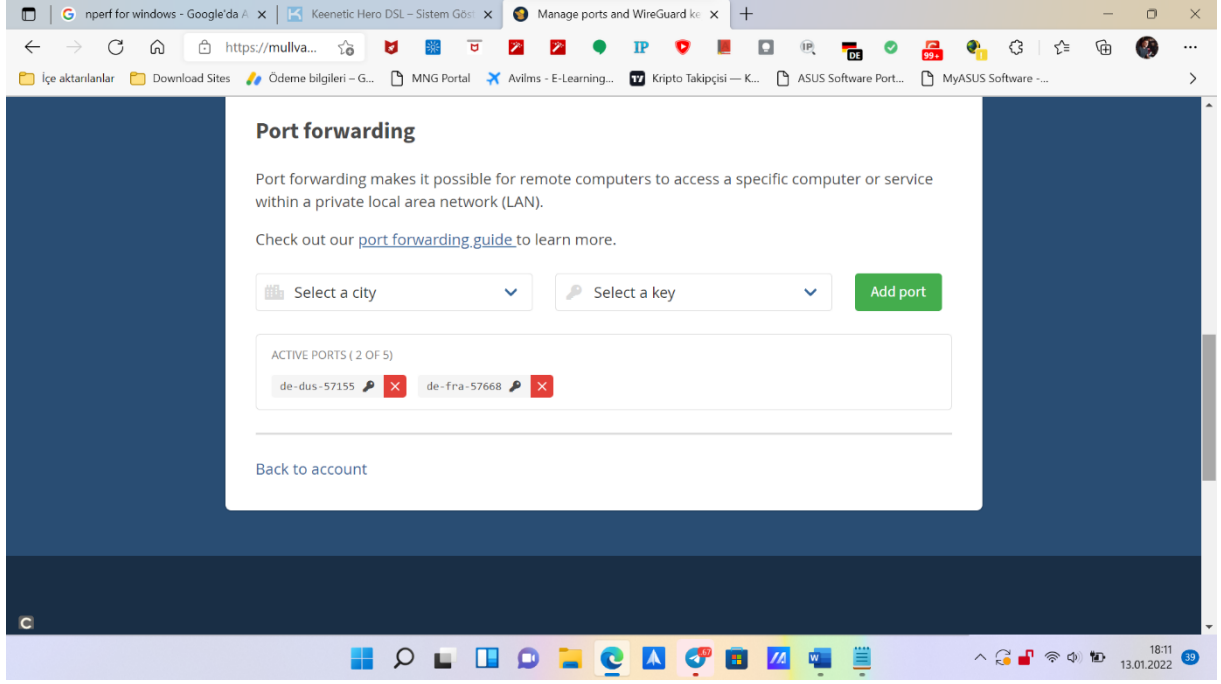 nperf for windows - Google'da A
Keenetic Hero DSL – Sistem Göst
Manage ports and WireGuard ke
https://mullva...
IP
DE
99+
1
İçe aktarılanlar
Download Sites
Ödeme bilgileri – G...
MNG Portal
Avilms - E-Learning...
Kripto Takipçisi — K...
ASUS Software Port...
MyASUS Software -...
Port forwarding
Port forwarding makes it possible for remote computers to access a specific computer or service
within a private local area network (LAN).
Check out our port forwarding guide to learn more.
Select a city
Select a key
Add port
ACTIVE PORTS ( 2 OF 5)
de-dus-57155
de-fra-57668
Back to account
C
67
18:11
13.01.2022
39